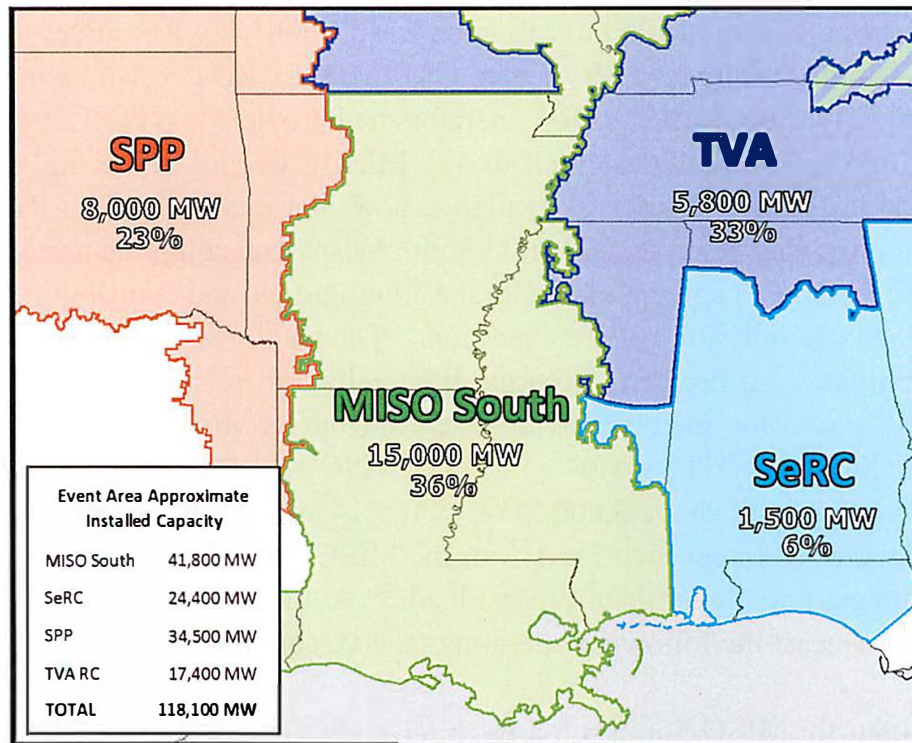 SPP
8,000 MW
23%
TVA
5,800 MW
33%
MISO South
15,000 MW
36%
SeRC
1,500 MW
6%
Event Area Approximate
Installed Capacity
MISO South 41,800 MW
SeRC 24,400 MW
SPP 34,500 MW
TVA RC 17,400 MW
TOTAL 118,100 MW